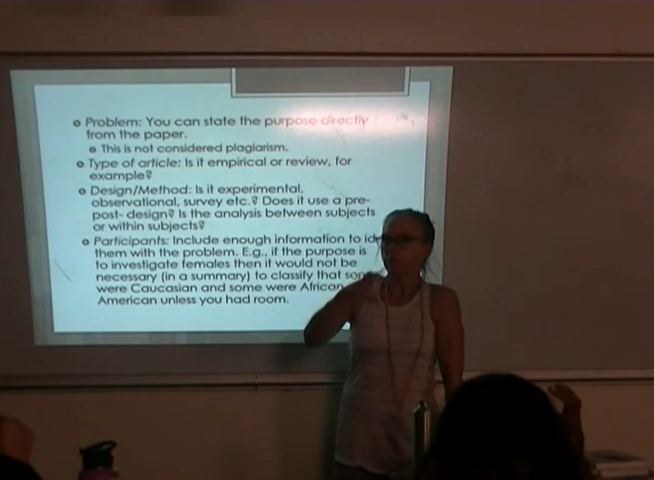 Problem: You can state the purpose directly
from the paper.
This is not considered plagiarism.
Type of article: Is it empirical or review, for
example?
Design/Method: Is it experimental,
observational, survey etc.? Does it use a pre-
post- design? Is the analysis between subjects
or within subjects?
Participants: Include enough information to
them with the problem. E.g., if the purpose is
to investigate females then it would not be
necessary (in a summary) to classify that
were Caucasian and some were African
American unless you had room.